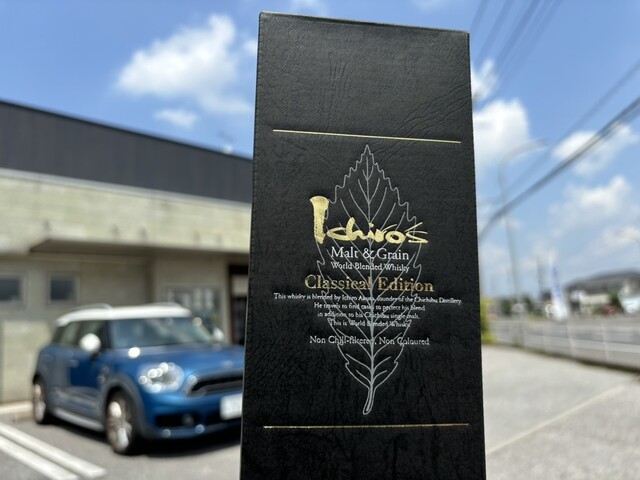 Ichiro's
Malt & Grain
World Blended Whisky
Classical Edition
This whisky is blended by Ichiro Akuto, founder of the Chichibu Distillery.
He travels to find casks to perfect his blend
in addition to his Chichibu single malt.
This is World Blended Whisky.
Non Chill-filtered, Non Coloured